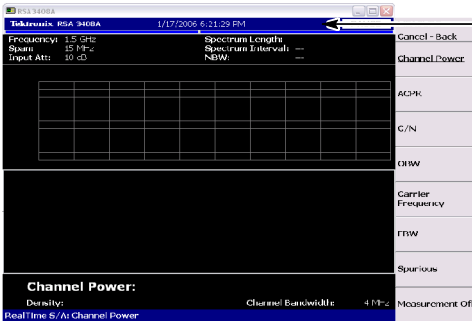 RSA 3408A
Tektronix RSA 3408A 1/17/2006 6:21:29 PM
Cancel - Back
Frequency: 1.5 GHz Spectrum Length:
Span: 15 MHz Spectrum Interval: ---
Input Att: 10 dB NBW: ---
Channel Power
ACPR
C/N
OBW
Carrier
Frequency
EBW
Spurious
Channel Power:
Density: Channel Bandwidth: 4 MHz
Measurement Off
RealTime S/A: Channel Power